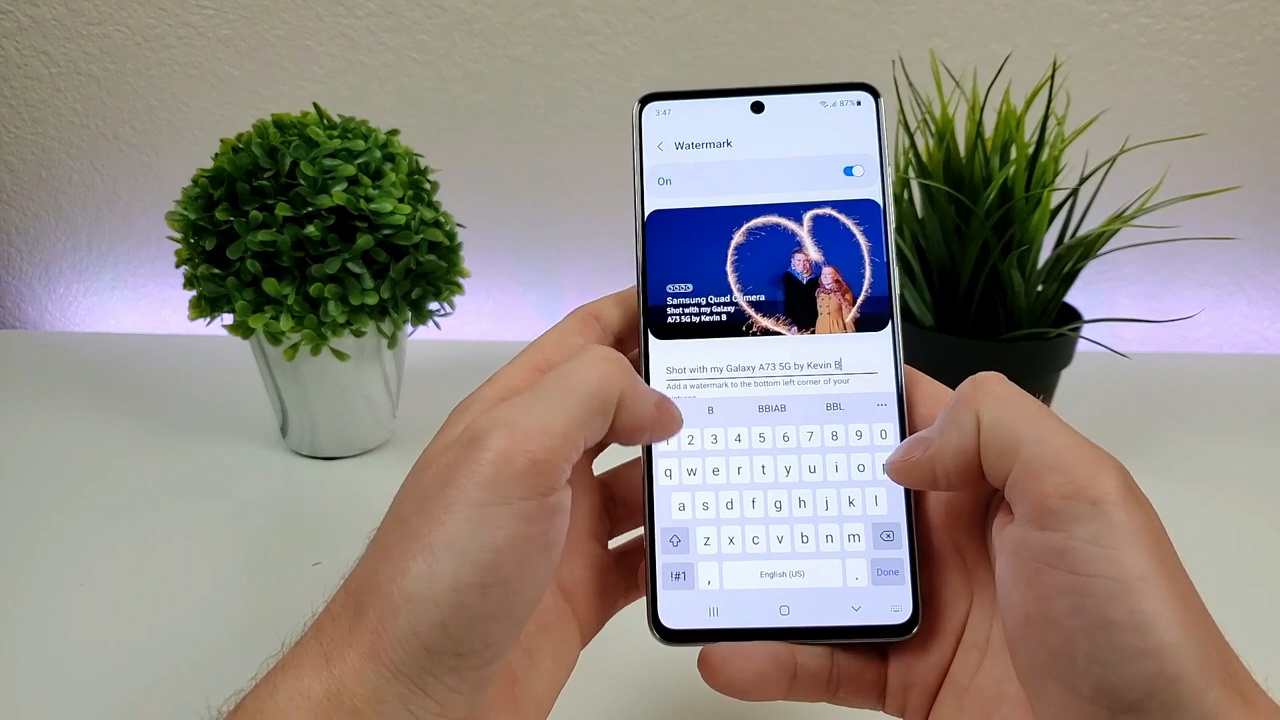 3:47
87%
Watermark
On
Samsung Quad Camera
Shot with my Galaxy
A73 5G by Kevin B
Shot with my Galaxy A73 5G by Kevin B
Add a watermark to the bottom left corner of your
pictures.
B BBIAB BBL ...
1 2 3 4 5 6 7 8 9 0
q w e r t y u i o p
a s d f g h j k l
z x c v b n m
!#1 , English (US) . Done